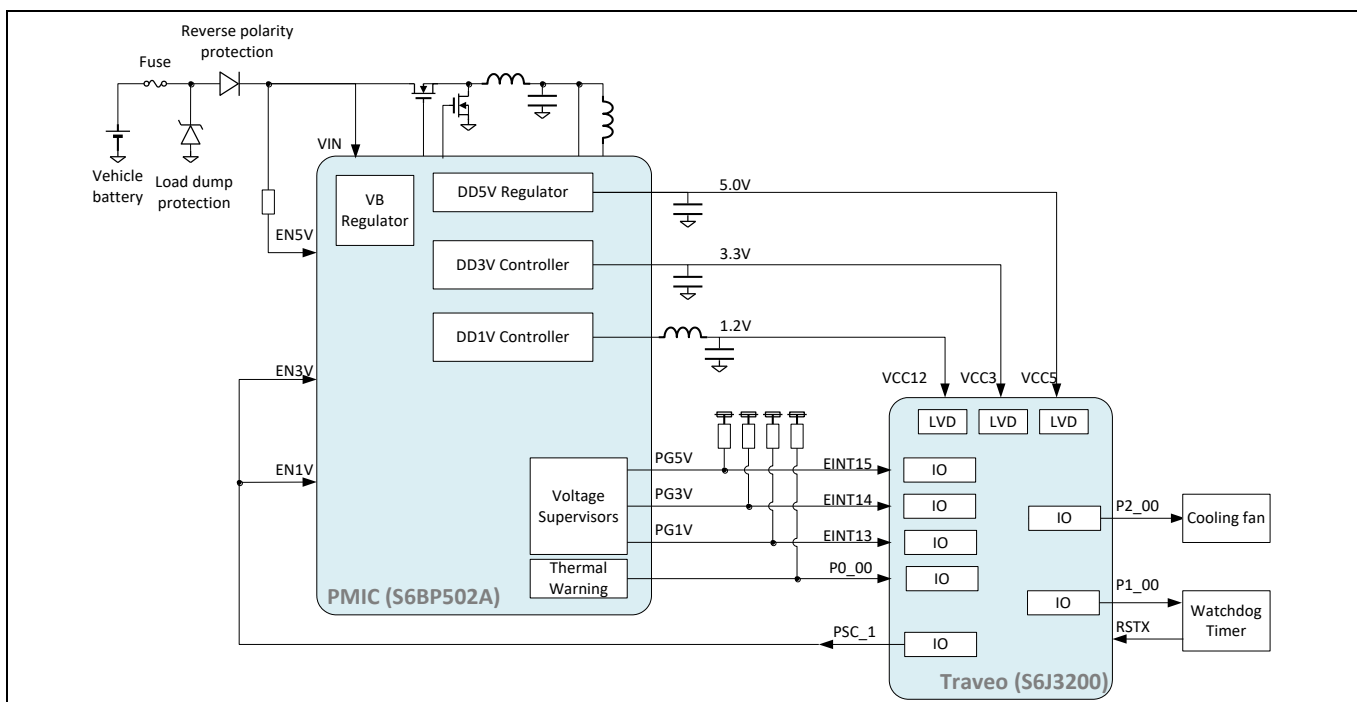 Reverse polarity
protection
Fuse
VIN
Vehicle
battery
Load dump
protection
VB
Regulator
DD5V Regulator
5.0V
EN5V
DD3V Controller
3.3V
DD1V Controller
1.2V
EN3V
VCC12
VCC3
VCC5
LVD
LVD
LVD
EN1V
Voltage
Supervisors
PG5V
EINT15
IO
PG3V
EINT14
IO
PG1V
EINT13
IO
Thermal
Warning
P0_00
IO
IO
P2_00
Cooling fan
IO
P1_00
Watchdog
Timer
RSTX
PMIC (S6BP502A)
PSC_1
IO
Traveo (S6J3200)